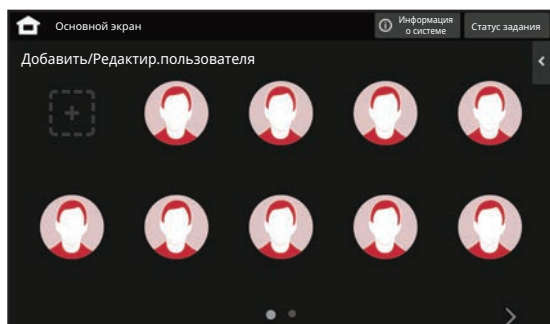 Основной экран
Информация
о системе
Статус задания
Добавить/Редактир.пользователя